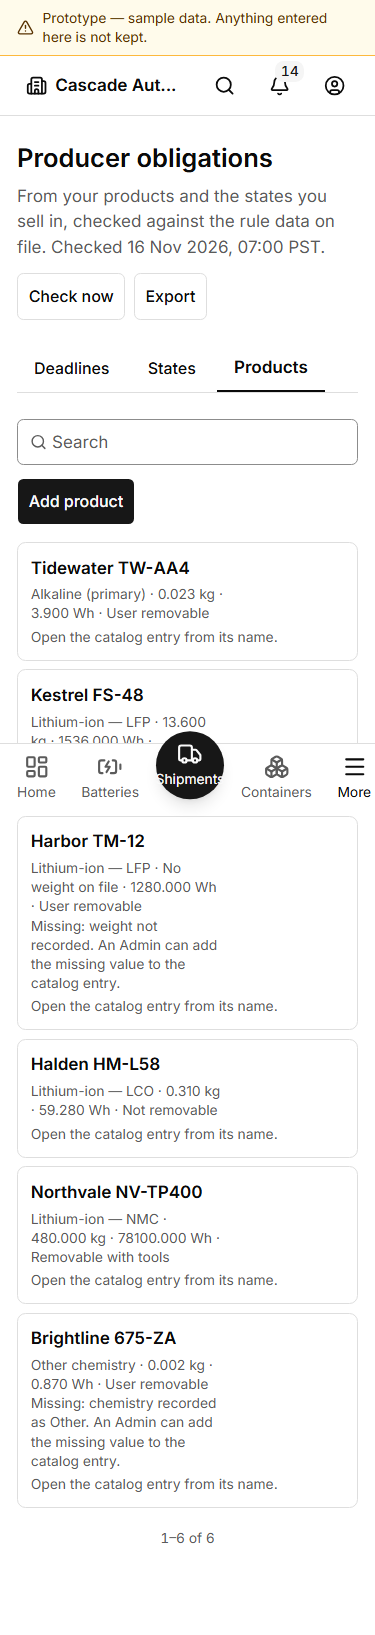 Prototype — sample data. Anything entered
here is not kept.
Cascade Aut...
14
Producer obligations
From your products and the states you
sell in, checked against the rule data on
file. Checked 16 Nov 2026, 07:00 PST.
Check now
Export
Deadlines
States
Products
Search
Add product
Tidewater TW-AA4
Alkaline (primary) · 0.023 kg ·
3.900 Wh · User removable
Open the catalog entry from its name.
Kestrel FS-48
Lithium-ion — LFP · 13.600
kg · 1536.000 Wh ·
Home
Batteries
Shipments
Containers
More
Harbor TM-12
Lithium-ion — LFP · No
weight on file · 1280.000 Wh
· User removable
Missing: weight not
recorded. An Admin can add
the missing value to the
catalog entry.
Open the catalog entry from its name.
Halden HM-L58
Lithium-ion — LCO · 0.310 kg
· 59.280 Wh · Not removable
Open the catalog entry from its name.
Northvale NV-TP400
Lithium-ion — NMC ·
480.000 kg · 78100.000 Wh ·
Removable with tools
Open the catalog entry from its name.
Brightline 675-ZA
Other chemistry · 0.002 kg ·
0.870 Wh · User removable
Missing: chemistry recorded
as Other. An Admin can add
the missing value to the
catalog entry.
Open the catalog entry from its name.
1–6 of 6